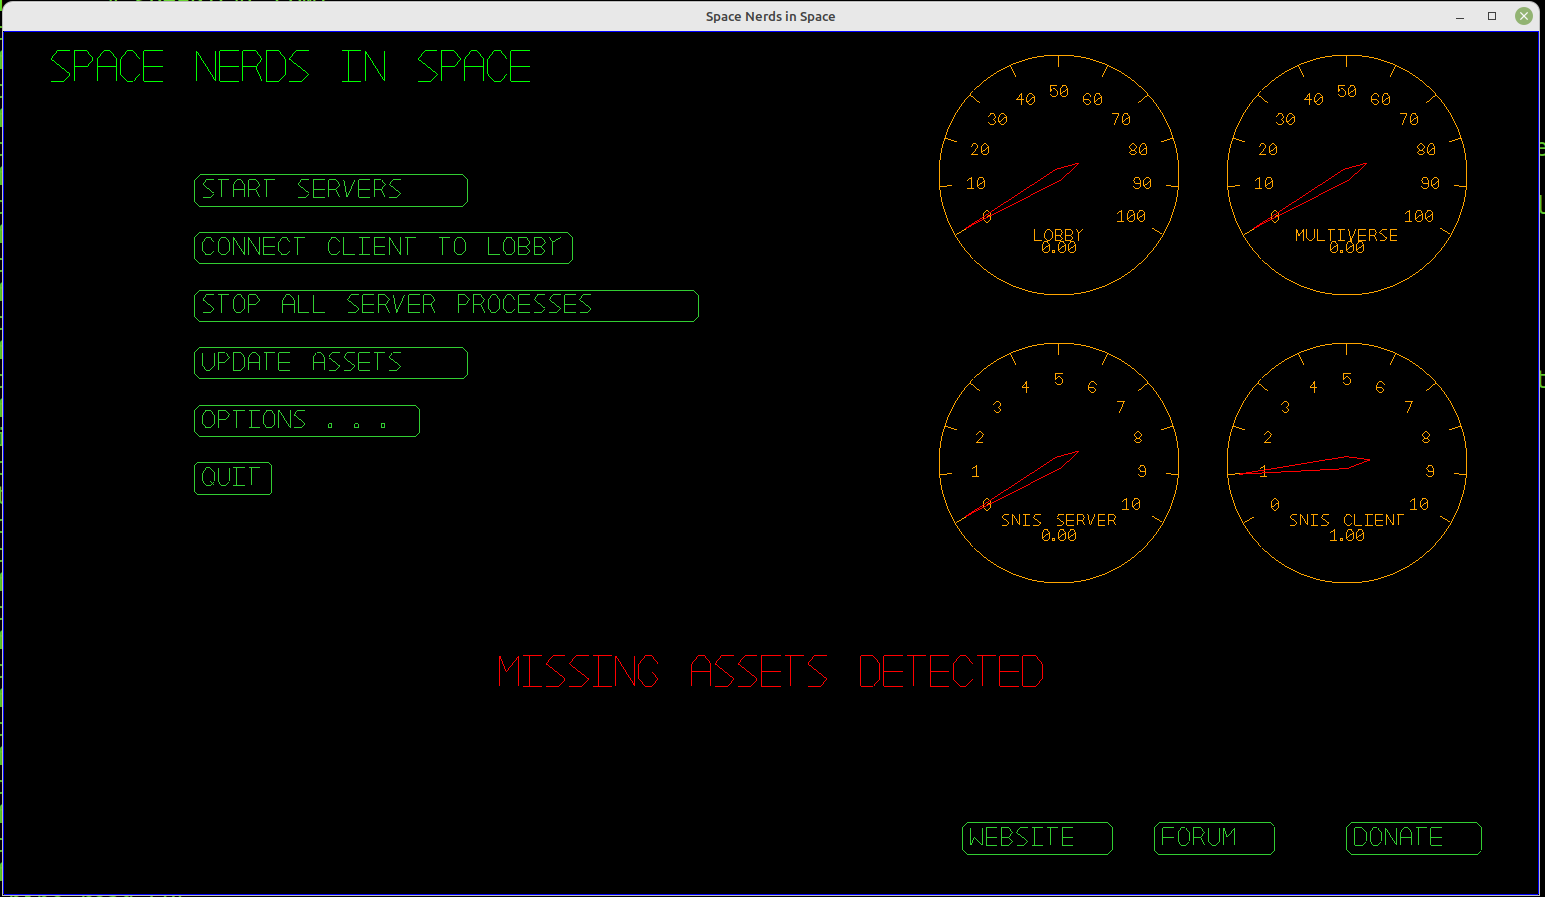 Space Nerds in Space
SPACE NERDS IN SPACE
START SERVERS
CONNECT CLIENT TO LOBBY
STOP ALL SERVER PROCESSES
UPDATE ASSETS
OPTIONS . . .
QUIT
0 10 20 30 40 50 60 70 80 90 100
LOBBY
0.00
0 10 20 30 40 50 60 70 80 90 100
MULTIVERSE
0.00
0 1 2 3 4 5 6 7 8 9 10
SNIS SERVER
0.00
0 1 2 3 4 5 6 7 8 9 10
SNIS CLIENT
1.00
MISSING ASSETS DETECTED
WEBSITE
FORUM
DONATE